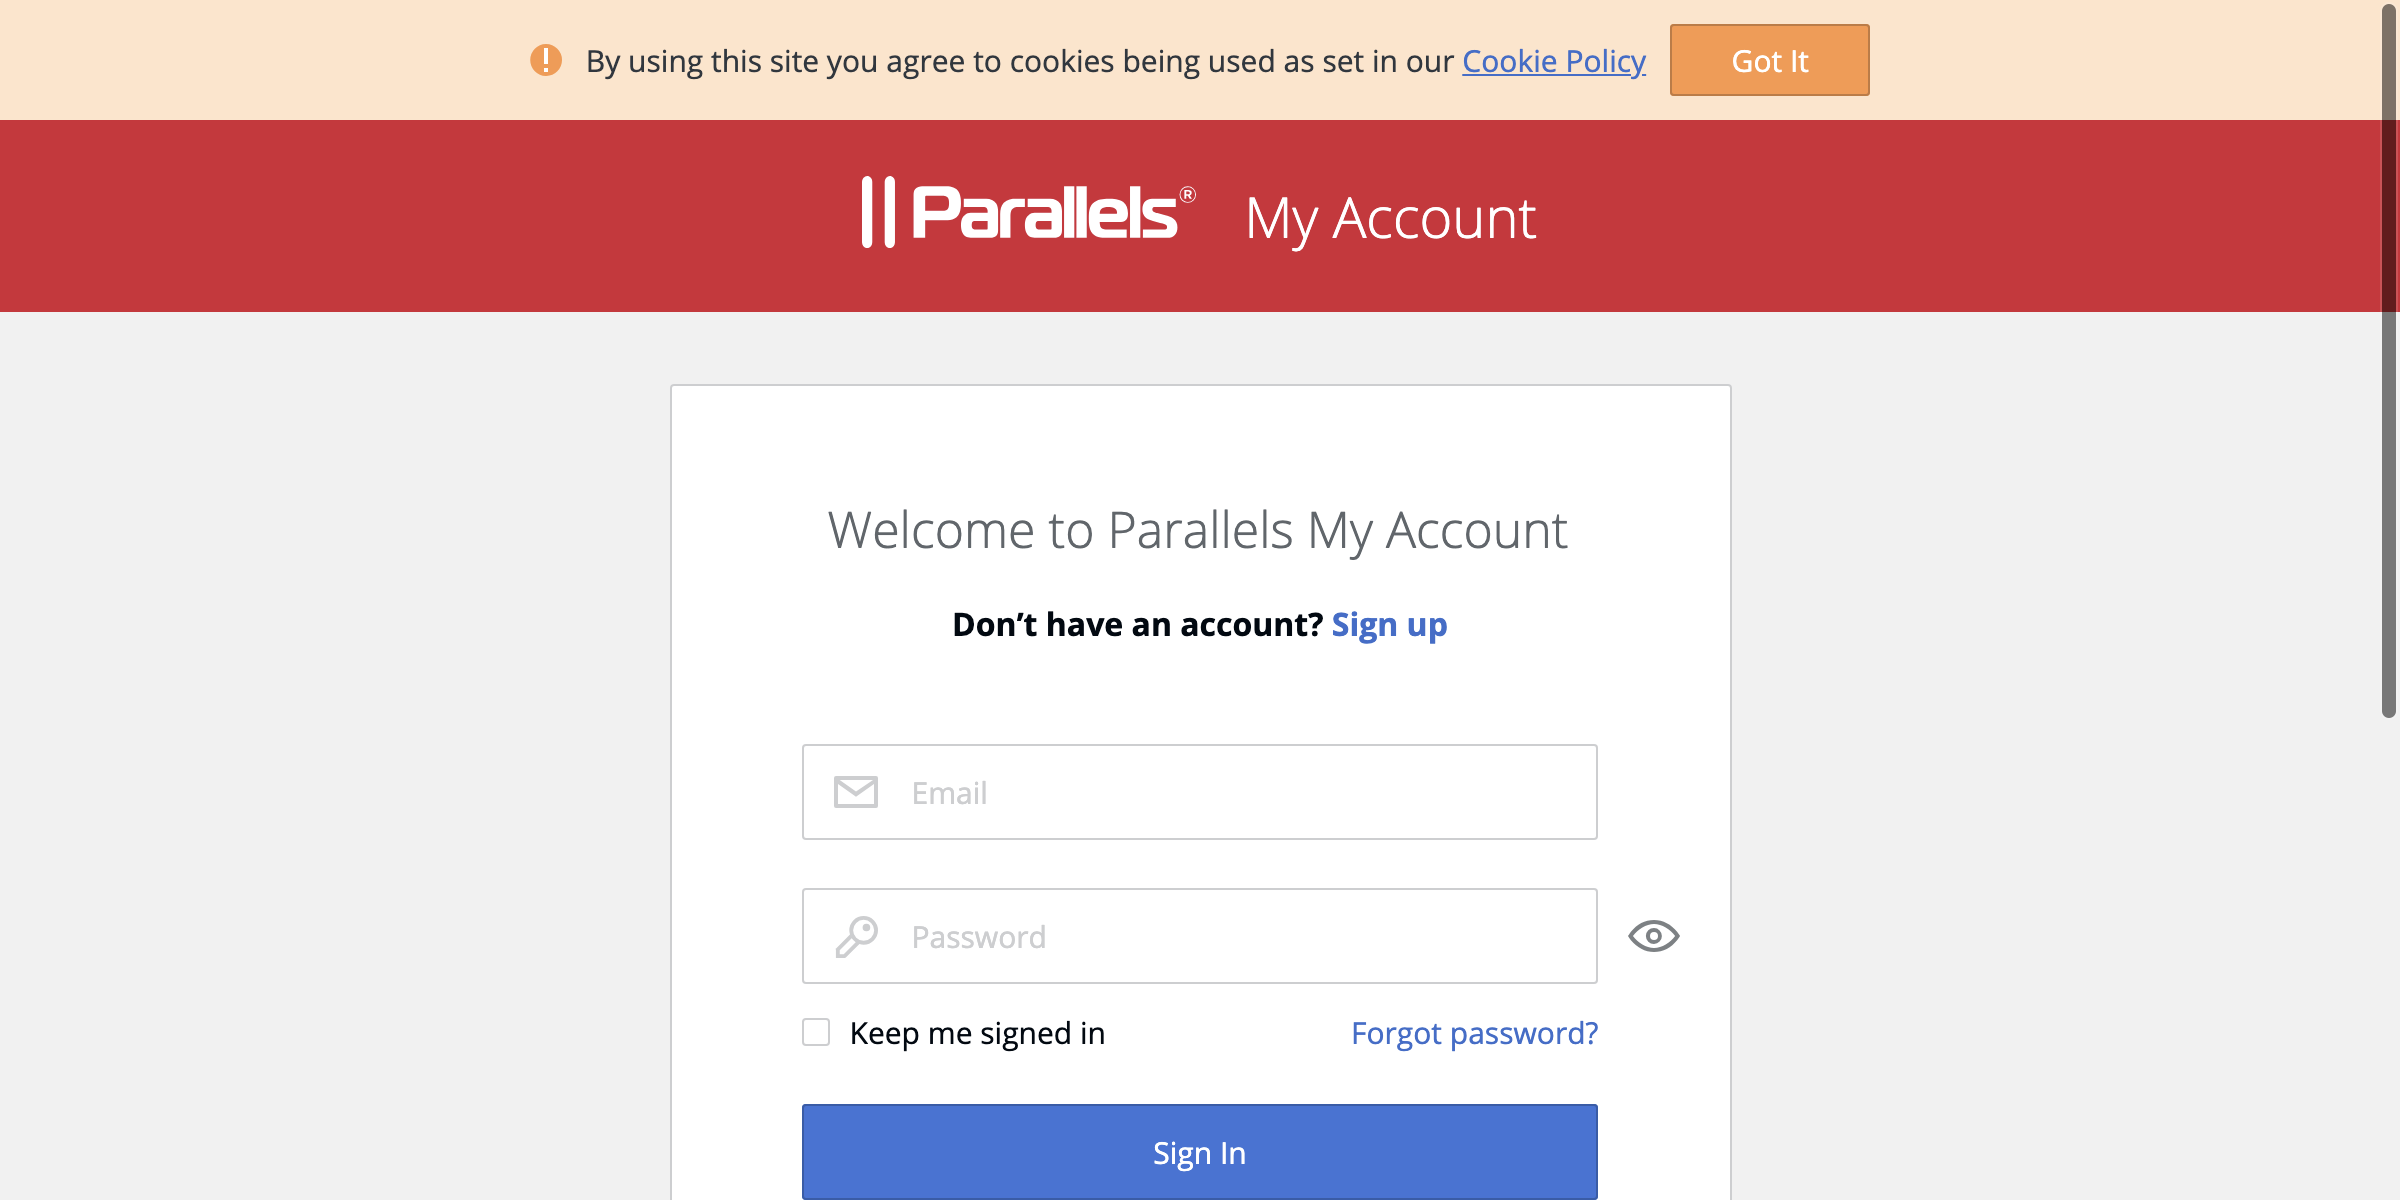 By using this site you agree to cookies being used as set in our Cookie Policy
Got It
Parallels® My Account
Welcome to Parallels My Account
Don’t have an account? Sign up
Email
Password
Keep me signed in
Forgot password?
Sign In